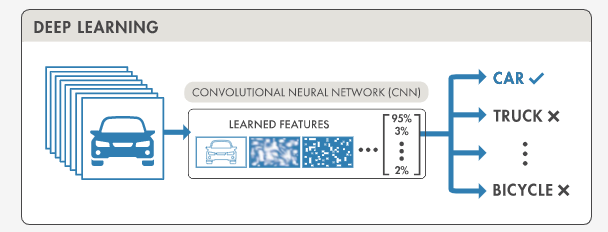 DEEP LEARNING
CONVOLUTIONAL NEURAL NETWORK (CNN)
LEARNED FEATURES
95%
3%
2%
CAR
TRUCK
BICYCLE